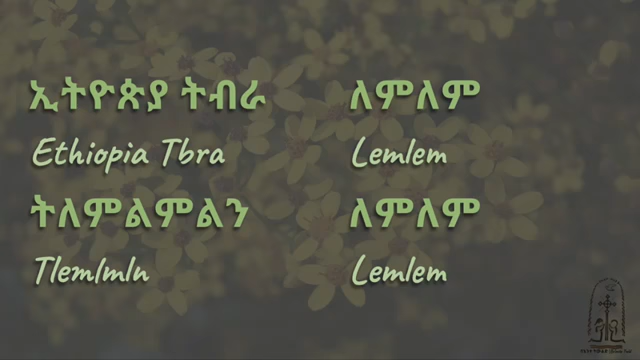 ኢትዮጵያ ትብራ ለምለም
Ethiopia Tbra Lemlem
ትለምልምልን ለምለም
Tlemlmln Lemlem